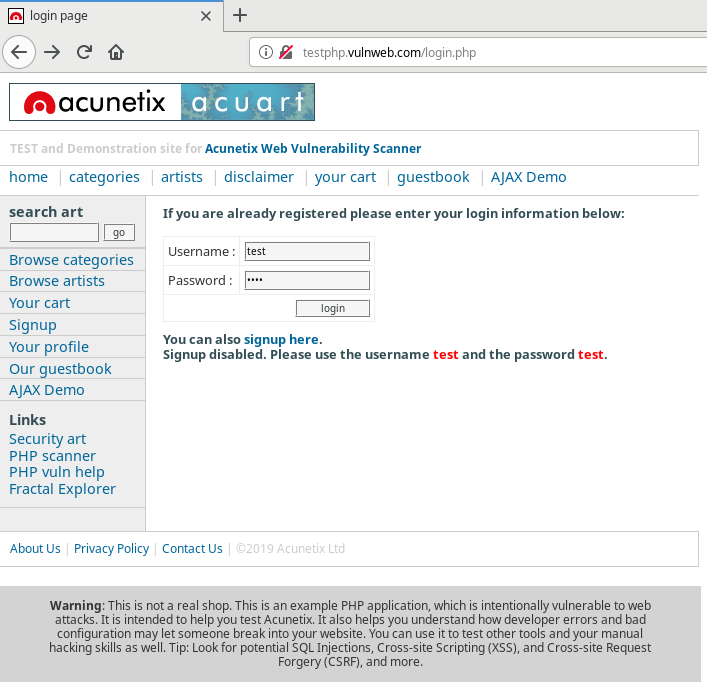 login page
testphp.vulnweb.com/login.php
acunetix acuart
TEST and Demonstration site for Acunetix Web Vulnerability Scanner
home | categories | artists | disclaimer | your cart | guestbook | AJAX Demo
search art
go
Browse categories
Browse artists
Your cart
Signup
Your profile
Our guestbook
AJAX Demo
Links
Security art
PHP scanner
PHP vuln help
Fractal Explorer
If you are already registered please enter your login information below:
Username : test
Password : ••••
login
You can also signup here.
Signup disabled. Please use the username test and the password test.
About Us | Privacy Policy | Contact Us | ©2019 Acunetix Ltd
Warning: This is not a real shop. This is an example PHP application, which is intentionally vulnerable to web
attacks. It is intended to help you test Acunetix. It also helps you understand how developer errors and bad
configuration may let someone break into your website. You can use it to test other tools and your manual
hacking skills as well. Tip: Look for potential SQL Injections, Cross-site Scripting (XSS), and Cross-site Request
Forgery (CSRF), and more.